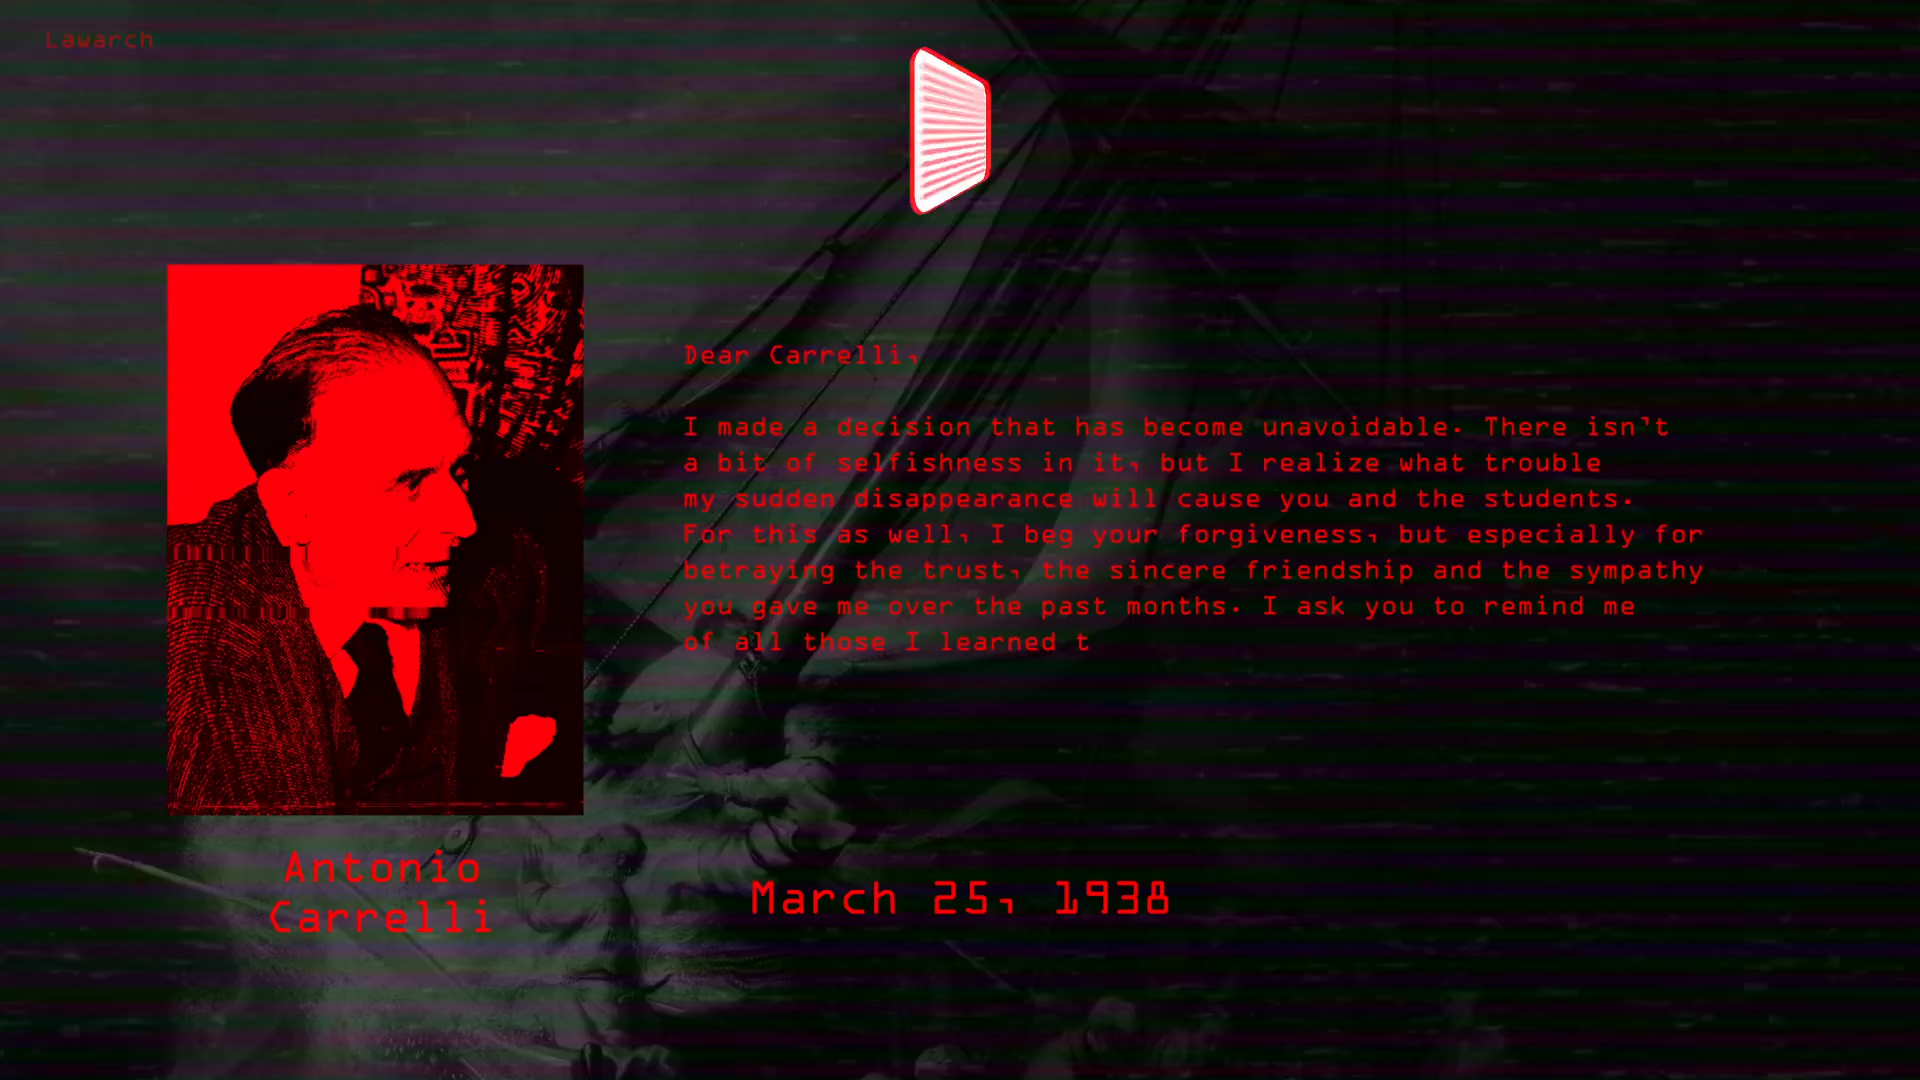 Lawarch
Dear Carrelli,
I made a decision that has become unavoidable. There isn't
a bit of selfishness in it, but I realize what trouble
my sudden disappearance will cause you and the students.
For this as well, I beg your forgiveness, but especially for
betraying the trust, the sincere friendship and the sympathy
you gave me over the past months. I ask you to remind me
of all those I learned t
Antonio
Carrelli
March 25, 1938